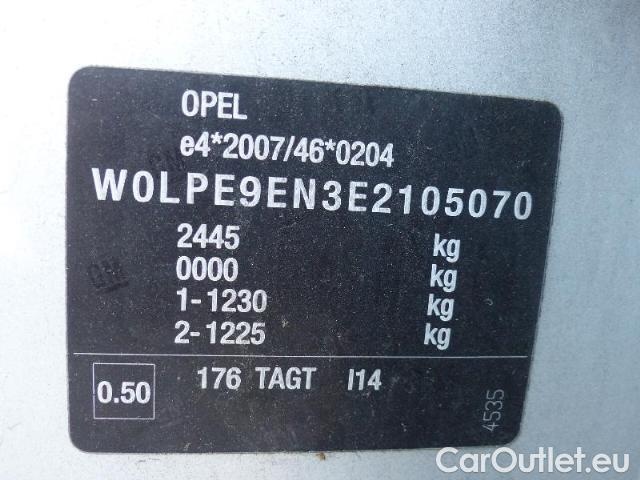 OPEL
e4*2007/46*0204
W0LPE9EN3E2105070
2445 kg
0000 kg
1-1230 kg
2-1225 kg
0.50 176 TAGT I14
4535
CarOutlet.eu